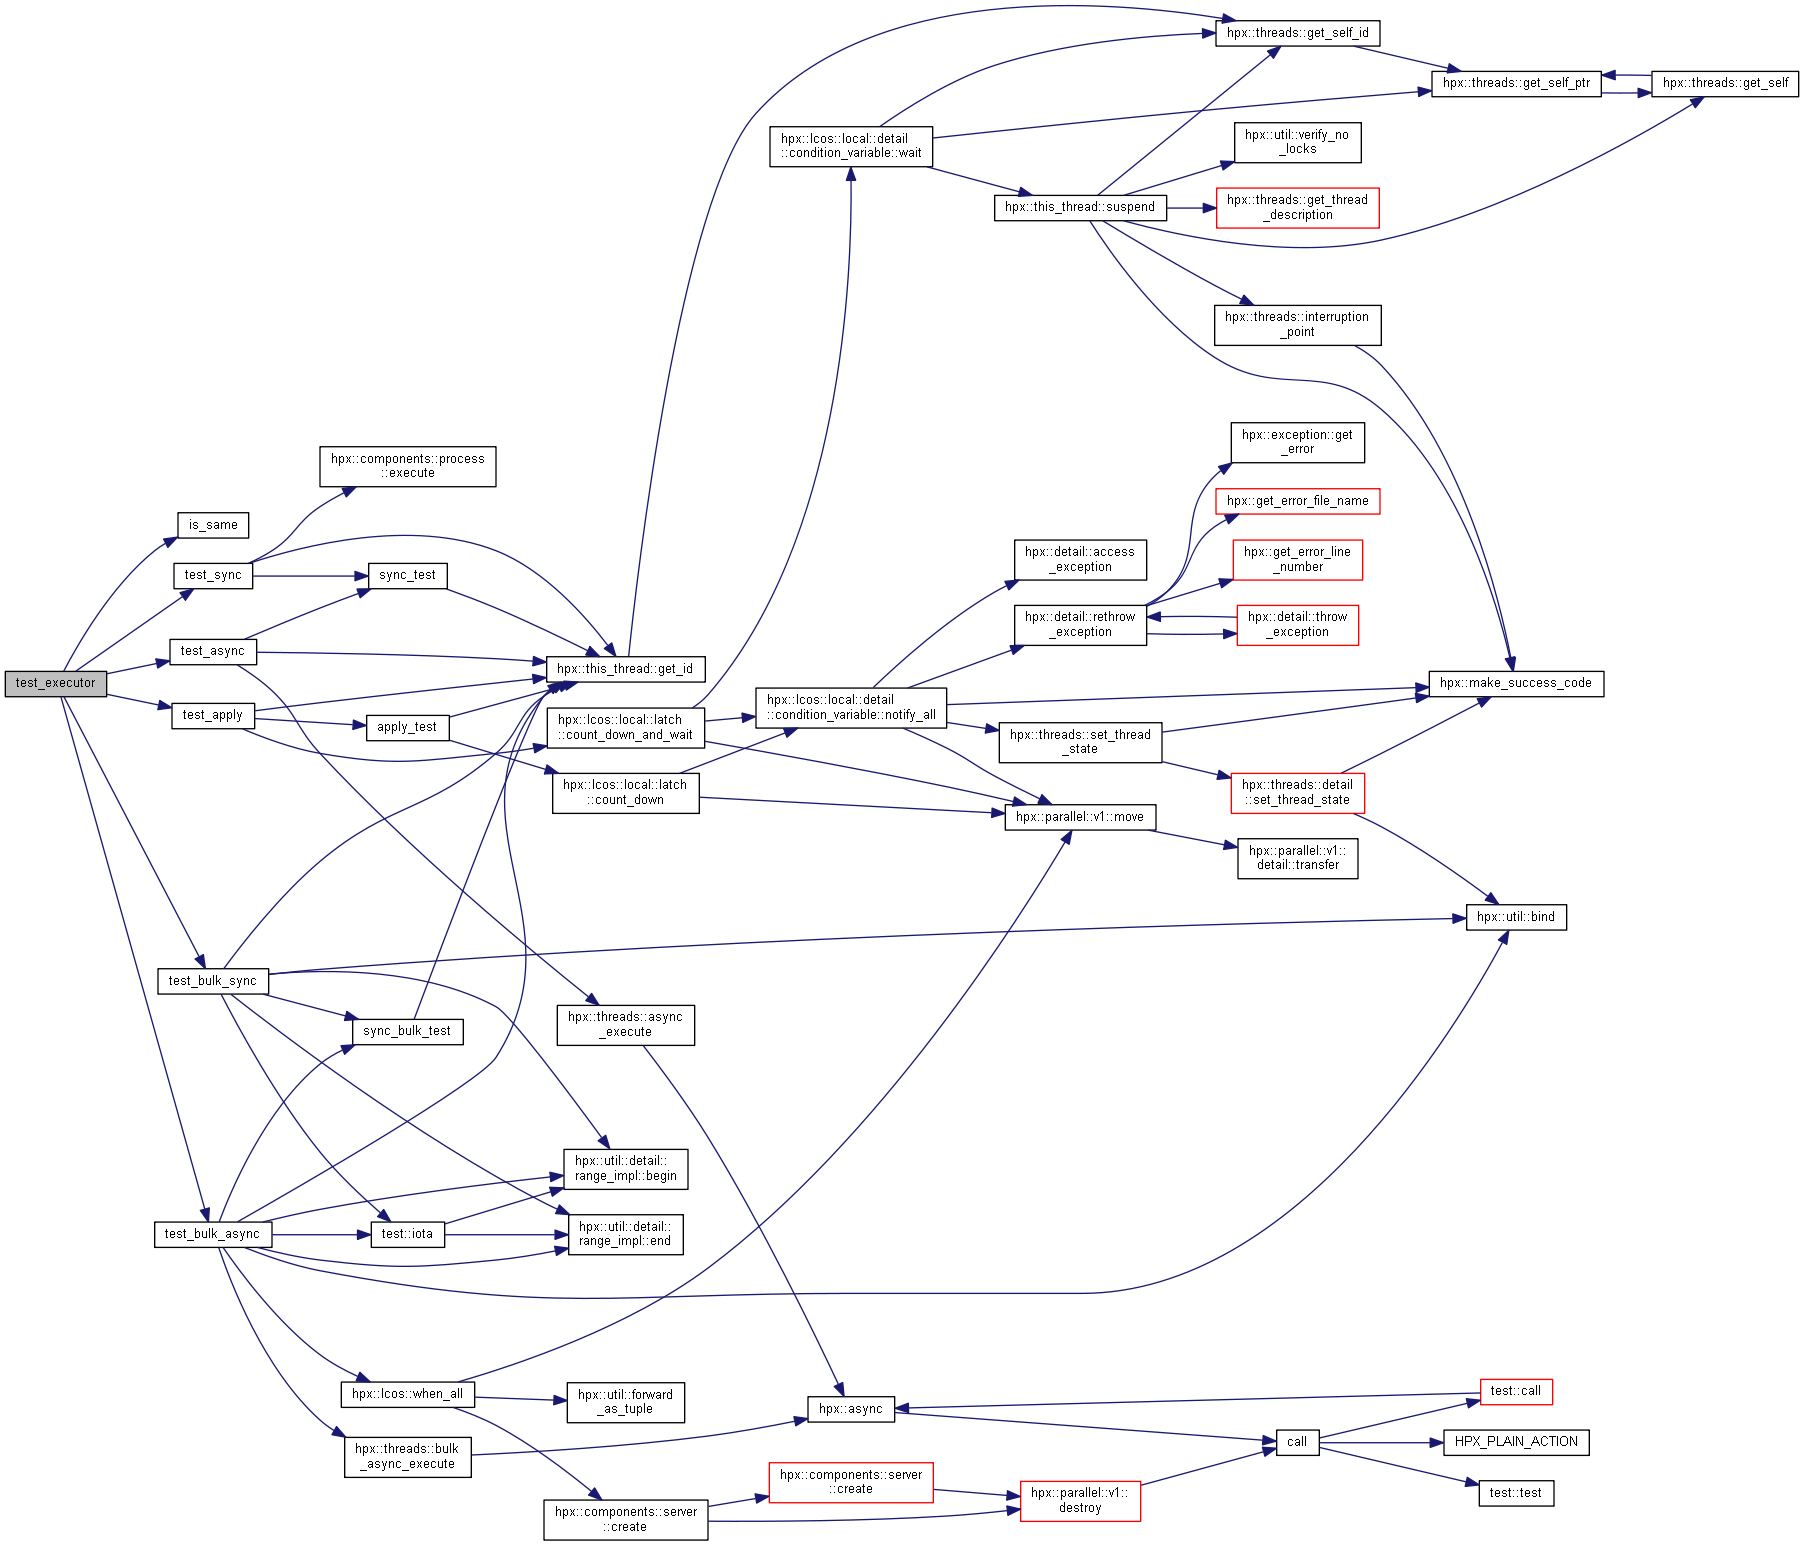 hpx::threads::get_self_id
hpx::threads::get_self_ptr
hpx::threads::get_self
hpx::lcos::local::detail
::condition_variable::wait
hpx::util::verify_no
_locks
hpx::this_thread::suspend
hpx::threads::get_thread
_description
hpx::threads::interruption
_point
hpx::exception::get
_error
hpx::components::process
::execute
hpx::get_error_file_name
is_same
hpx::detail::access
_exception
hpx::get_error_line
_number
test_sync
sync_test
hpx::detail::rethrow
_exception
hpx::detail::throw
_exception
test_async
hpx::this_thread::get_id
test_executor
hpx::make_success_code
test_apply
apply_test
hpx::lcos::local::latch
::count_down_and_wait
hpx::lcos::local::detail
::condition_variable::notify_all
hpx::threads::set_thread
_state
hpx::lcos::local::latch
::count_down
hpx::threads::detail
::set_thread_state
hpx::parallel::v1::move
hpx::parallel::v1::
detail::transfer
hpx::util::bind
test_bulk_sync
sync_bulk_test
hpx::threads::async
_execute
hpx::util::detail::
range_impl::begin
test_bulk_async
test::iota
hpx::util::detail::
range_impl::end
hpx::lcos::when_all
hpx::util::forward
_as_tuple
hpx::async
test::call
call
HPX_PLAIN_ACTION
hpx::threads::bulk
_async_execute
hpx::components::server
::create
hpx::parallel::v1::
destroy
test::test
hpx::components::server
::create